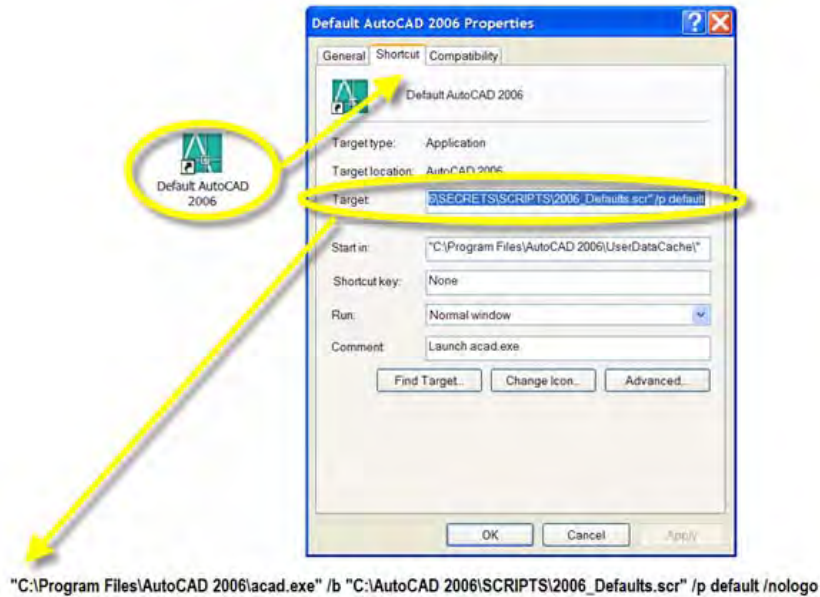 Default AutoCAD 2006 Properties
General Shortcut Compatibility
Default AutoCAD 2006
Target type: Application
Target location: AutoCAD 2006
Target: 6\SECRETS\SCRIPTS\2006_Defaults.scr" /p default
Start in: "C:\Program Files\AutoCAD 2006\UserDataCache\"
Shortcut key: None
Run: Normal window
Comment: Launch acad.exe
Find Target... Change Icon... Advanced...
OK Cancel Apply
Default AutoCAD
2006
"C:\Program Files\AutoCAD 2006\acad.exe" /b "C:\AutoCAD 2006\SCRIPTS\2006_Defaults.scr" /p default /nologo